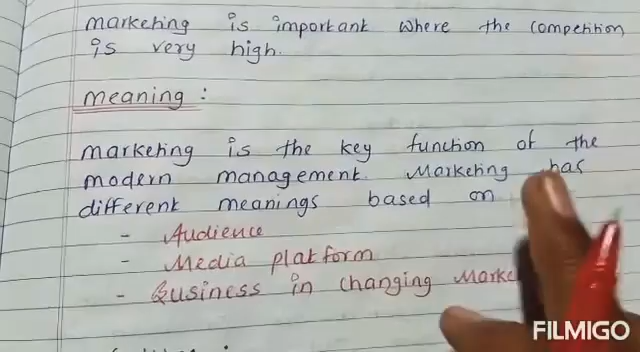 marketing is important where the competition
is very high.
meaning :
marketing is the key function of the
modern management. Marketing has
different meanings based on
- Audience
- Media platform
- Business in changing Marke
FILMIGO